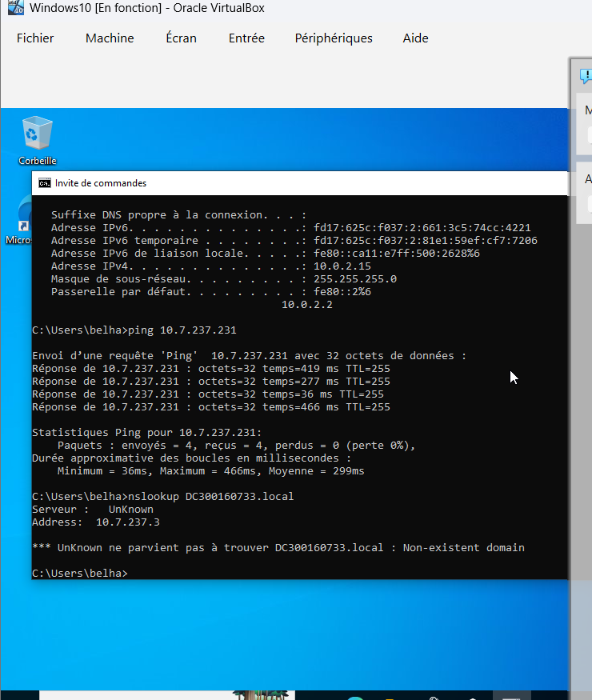 Windows10 [En fonction] - Oracle VirtualBox
Fichier Machine Écran Entrée Périphériques Aide
Corbeille
Invite de commandes
Suffixe DNS propre à la connexion. . . :
Adresse IPv6. . . . . . . . . . . . . .: fd17:625c:f037:2:661:3c5:74cc:4221
Adresse IPv6 temporaire . . . . . . . .: fd17:625c:f037:2:81e1:59ef:cf7:7206
Adresse IPv6 de liaison locale. . . . .: fe80::ca11:e7ff:500:2628%6
Adresse IPv4. . . . . . . . . . . . . .: 10.0.2.15
Masque de sous-réseau. . . . . . . . . : 255.255.255.0
Passerelle par défaut. . . . . . . . . : fe80::2%6
10.0.2.2
C:\Users\belha>ping 10.7.237.231
Envoi d’une requête 'Ping'  10.7.237.231 avec 32 octets de données :
Réponse de 10.7.237.231 : octets=32 temps=419 ms TTL=255
Réponse de 10.7.237.231 : octets=32 temps=277 ms TTL=255
Réponse de 10.7.237.231 : octets=32 temps=36 ms TTL=255
Réponse de 10.7.237.231 : octets=32 temps=466 ms TTL=255
Statistiques Ping pour 10.7.237.231:
Paquets : envoyés = 4, reçus = 4, perdus = 0 (perte 0%),
Durée approximative des boucles en millisecondes :
Minimum = 36ms, Maximum = 466ms, Moyenne = 299ms
C:\Users\belha>nslookup DC300160733.local
Serveur :   UnKnown
Address:  10.7.237.3
*** UnKnown ne parvient pas à trouver DC300160733.local : Non-existent domain
C:\Users\belha>
Micros